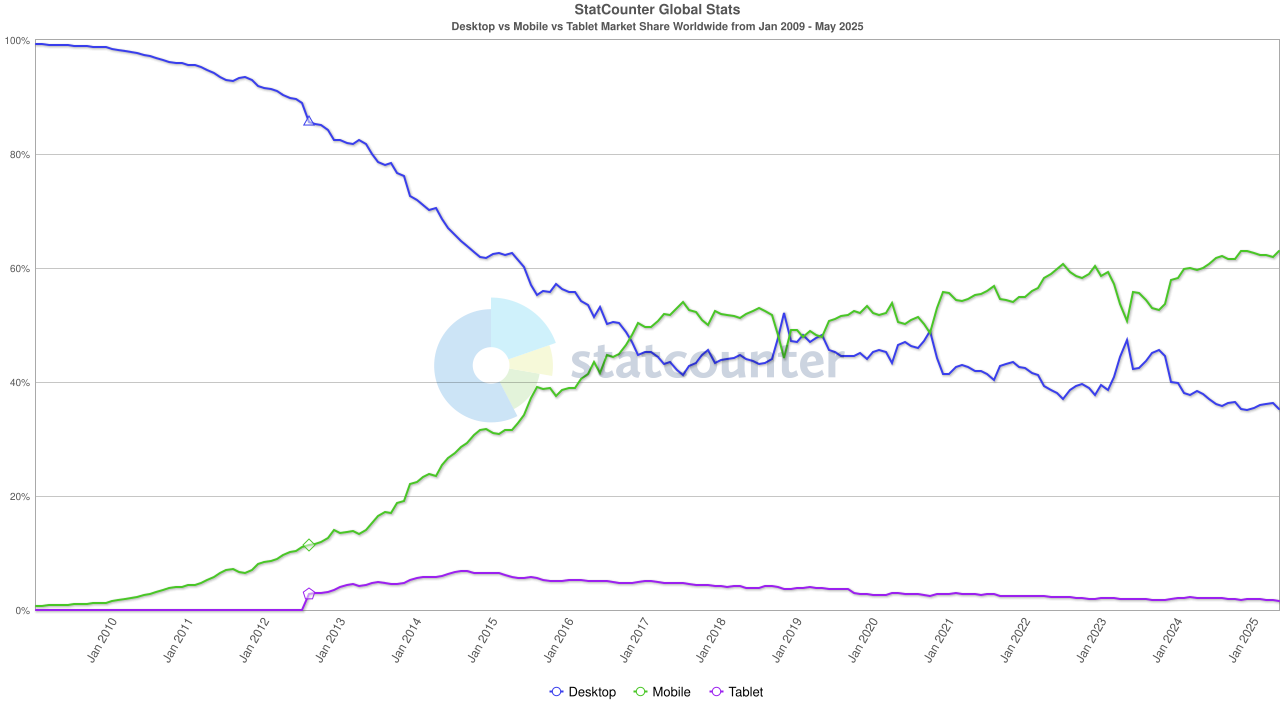 StatCounter Global Stats
Desktop vs Mobile vs Tablet Market Share Worldwide from Jan 2009 - May 2025
100%
80%
60%
statcounter
40%
20%
0%
Jan 2010
Jan 2011
Jan 2012
Jan 2013
Jan 2014
Jan 2015
Jan 2016
Jan 2017
Jan 2018
Jan 2019
Jan 2020
Jan 2021
Jan 2022
Jan 2023
Jan 2024
Jan 2025
Desktop Mobile Tablet